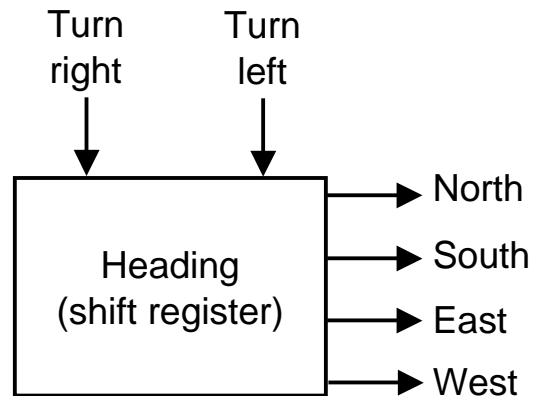 Turn
right
Turn
left
Heading
(shift register)
North
South
East
West